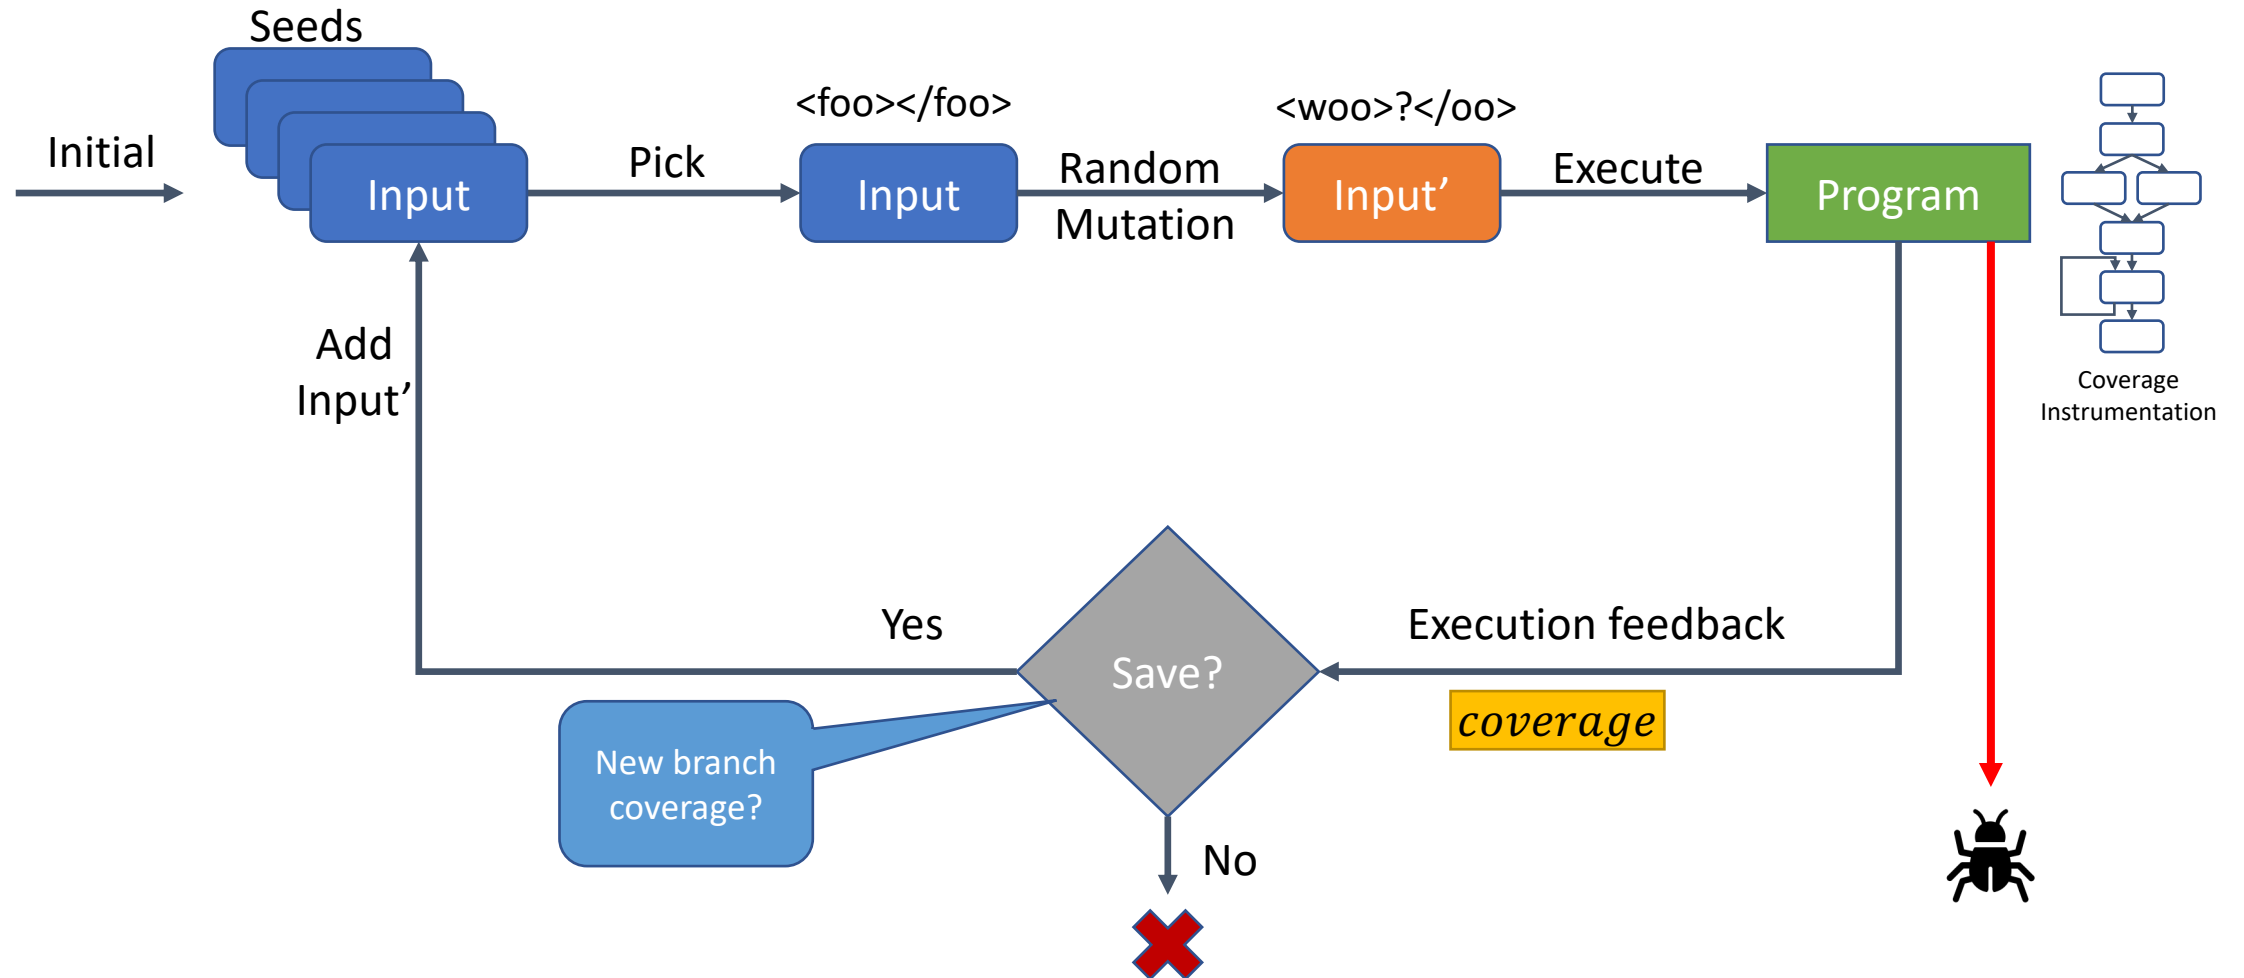 Seeds
Initial
Input
Pick
<foo></foo>
Input
Random
Mutation
<woo>?</oo>
Input’
Execute
Program
Coverage
Instrumentation
Add
Input’
Yes
Save?
Execution feedback
coverage
New branch
coverage?
No